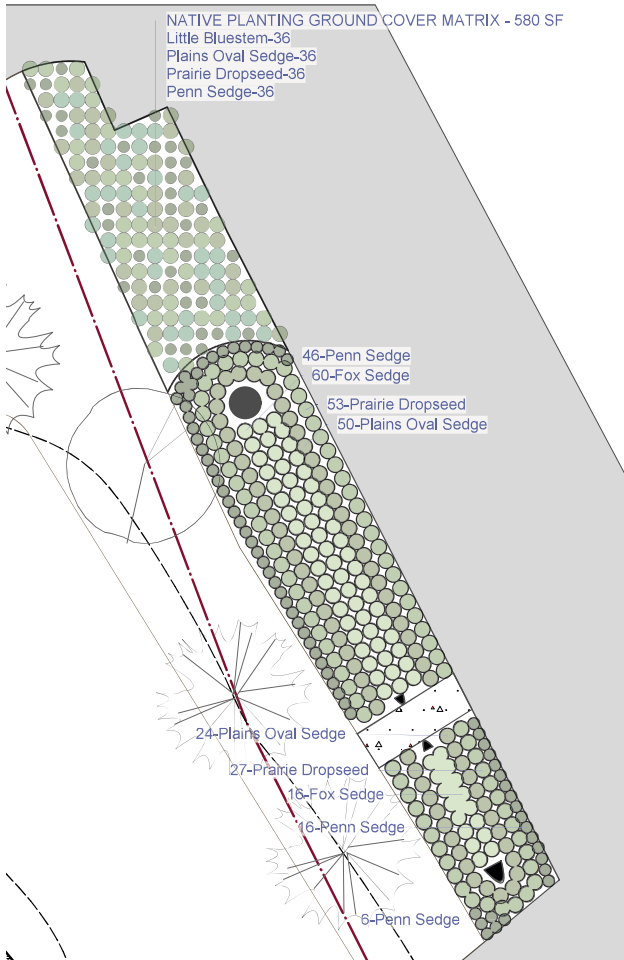 NATIVE PLANTING GROUND COVER MATRIX - 580 SF
Little Bluestem-36
Plains Oval Sedge-36
Prairie Dropseed-36
Penn Sedge-36
46-Penn Sedge
60-Fox Sedge
53-Prairie Dropseed
50-Plains Oval Sedge
24-Plains Oval Sedge
27-Prairie Dropseed
16-Fox Sedge
16-Penn Sedge
6-Penn Sedge